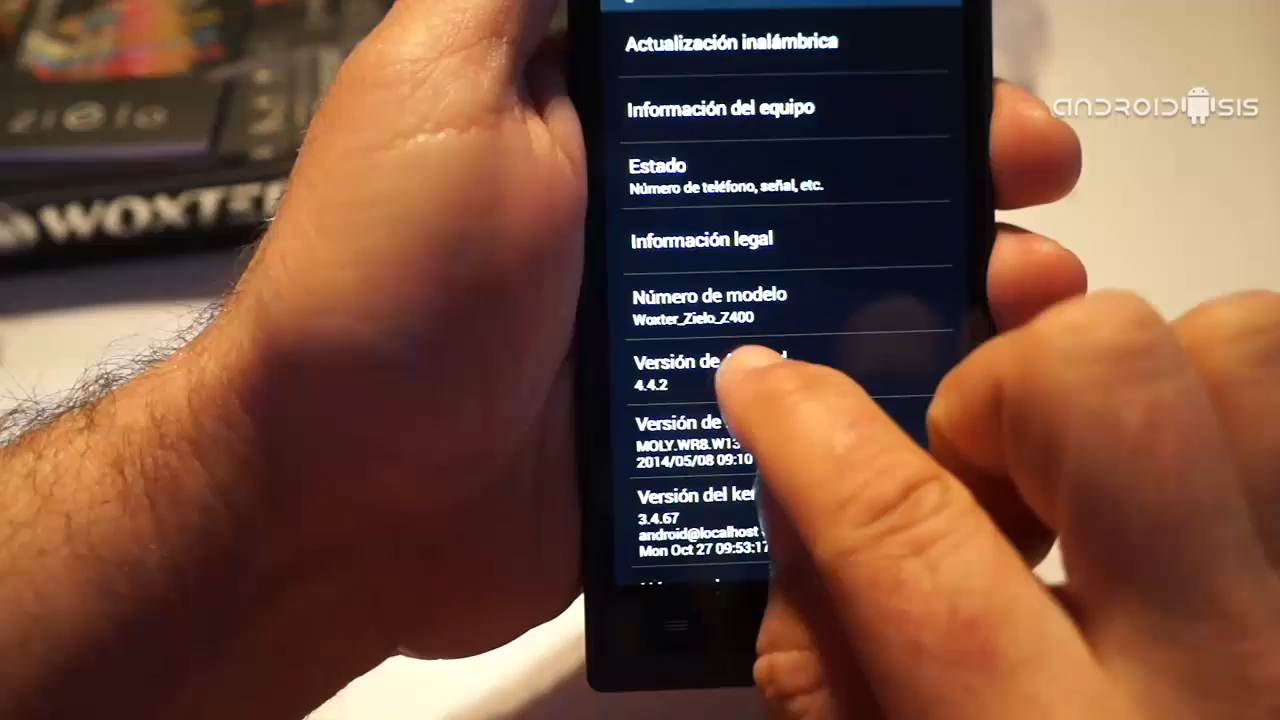 Actualización inalámbrica
Información del equipo
Estado
Número de teléfono, señal, etc.
Información legal
Número de modelo
Woxter_Zielo_Z400
Versión de
4.4.2
Versión de
MOLY.WR8.W13
2014/05/08 09:10
Versión del
3.4.67
android@localhost
Mon Oct 27 09:53:17
ANDROIDSIS
zielo
WOXTER